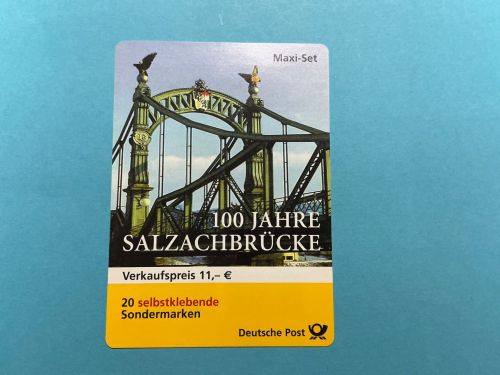 Maxi-Set
100 JAHRE
SALZACHBRÜCKE
Verkaufspreis 11,– €
20 selbstklebende
Sondermarken
Deutsche Post